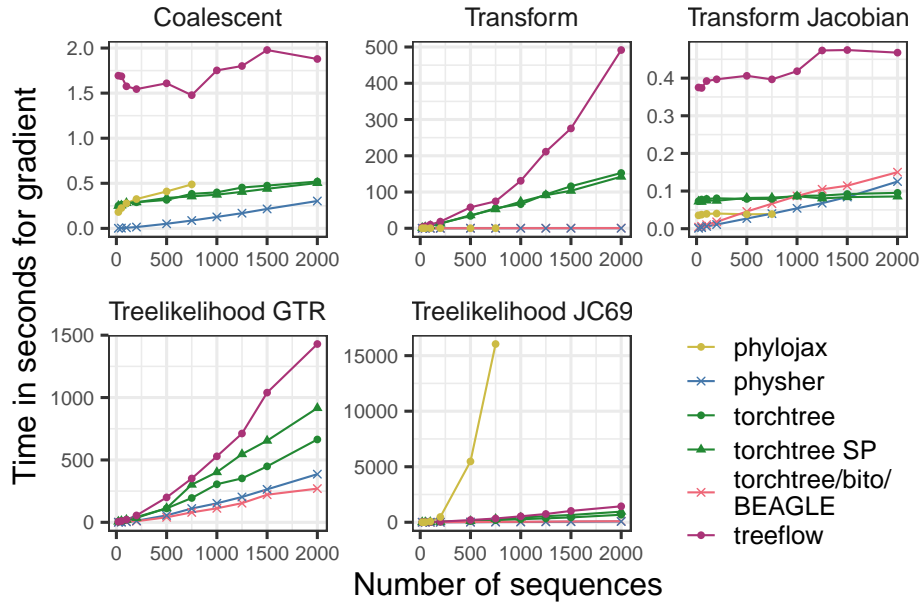 Coalescent
Transform
Transform Jacobian
2.0
1.5
1.0
0.5
0.0
0 500 1000 1500 2000
500
400
300
200
100
0
0 500 1000 1500 2000
0.4
0.3
0.2
0.1
0.0
0 500 1000 1500 2000
Time in seconds for gradient
Treelikelihood GTR
Treelikelihood JC69
1500
1000
500
0
0 500 1000 1500 2000
15000
10000
5000
0
0 500 1000 1500 2000
Number of sequences
phylojax
physher
torchtree
torchtree SP
torchtree/bito/
BEAGLE
treeflow